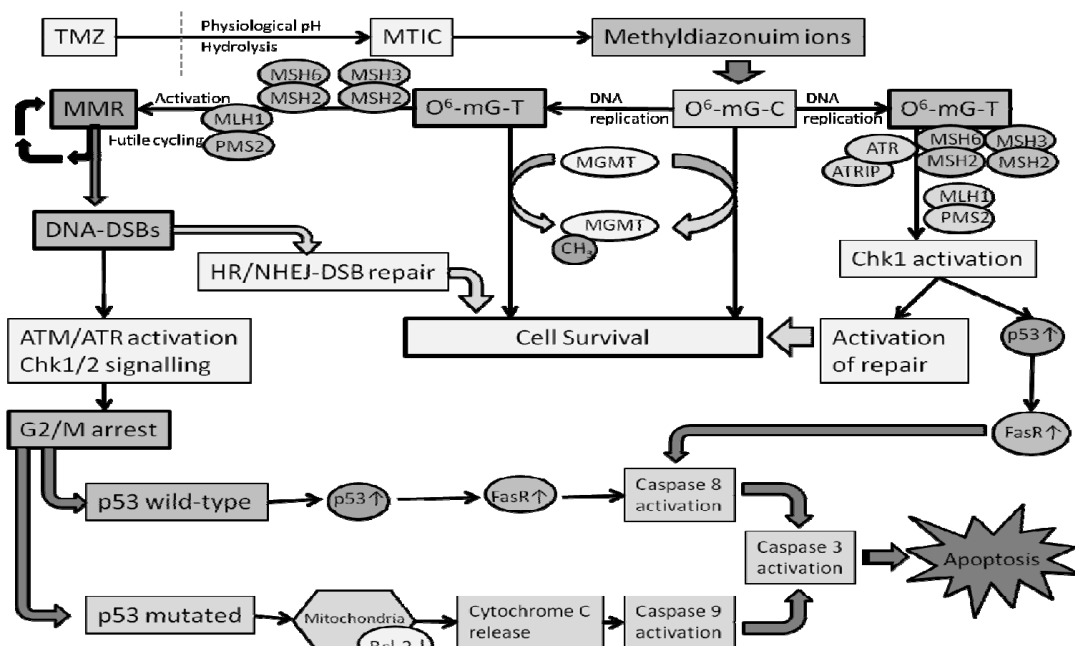 TMZ
Physiological pH
Hydrolysis
MTIC
Methyldiazonuim ions
MSH6
MSH2
MSH3
MSH2
MMR
Activation
Futile cycling
MLH1
PMS2
O⁶-mG-T
DNA
replication
O⁶-mG-C
DNA
replication
O⁶-mG-T
ATR
ATRIP
MSH6
MSH2
MSH3
MSH2
MLH1
PMS2
MGMT
MGMT
CH₃
DNA-DSBs
HR/NHEJ-DSB repair
Chk1 activation
ATM/ATR activation
Chk1/2 signalling
Cell Survival
Activation
of repair
p53↑
G2/M arrest
FasR↑
p53 wild-type
p53↑
FasR↑
Caspase 8
activation
Caspase 3
activation
Apoptosis
p53 mutated
Mitochondria
Bcl-2↓
Cytochrome C
release
Caspase 9
activation